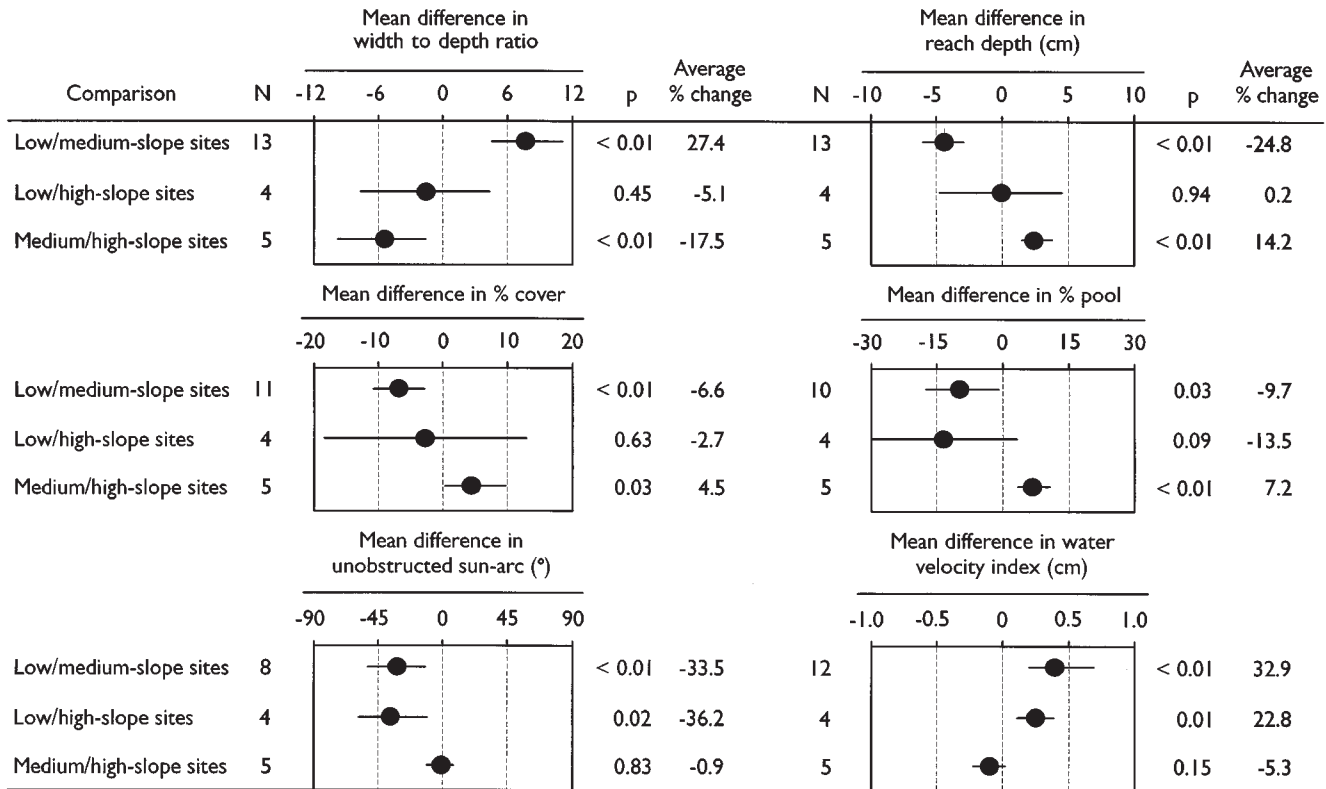 Mean difference in width to depth ratio
Mean difference in reach depth (cm)
Comparison N -12 -6 0 6 12 p Average % change N -10 -5 0 5 10 p Average % change
Low/medium-slope sites 13 < 0.01 27.4 13 < 0.01 -24.8
Low/high-slope sites 4 0.45 -5.1 4 0.94 0.2
Medium/high-slope sites 5 < 0.01 -17.5 5 < 0.01 14.2
Mean difference in % cover Mean difference in % pool
-20 -10 0 10 20 -30 -15 0 15 30
Low/medium-slope sites 11 < 0.01 -6.6 10 0.03 -9.7
Low/high-slope sites 4 0.63 -2.7 4 0.09 -13.5
Medium/high-slope sites 5 0.03 4.5 5 < 0.01 7.2
Mean difference in unobstructed sun-arc (°)
Mean difference in water velocity index (cm)
-90 -45 0 45 90 -1.0 -0.5 0 0.5 1.0
Low/medium-slope sites 8 < 0.01 -33.5 12 < 0.01 32.9
Low/high-slope sites 4 0.02 -36.2 4 0.01 22.8
Medium/high-slope sites 5 0.83 -0.9 5 0.15 -5.3